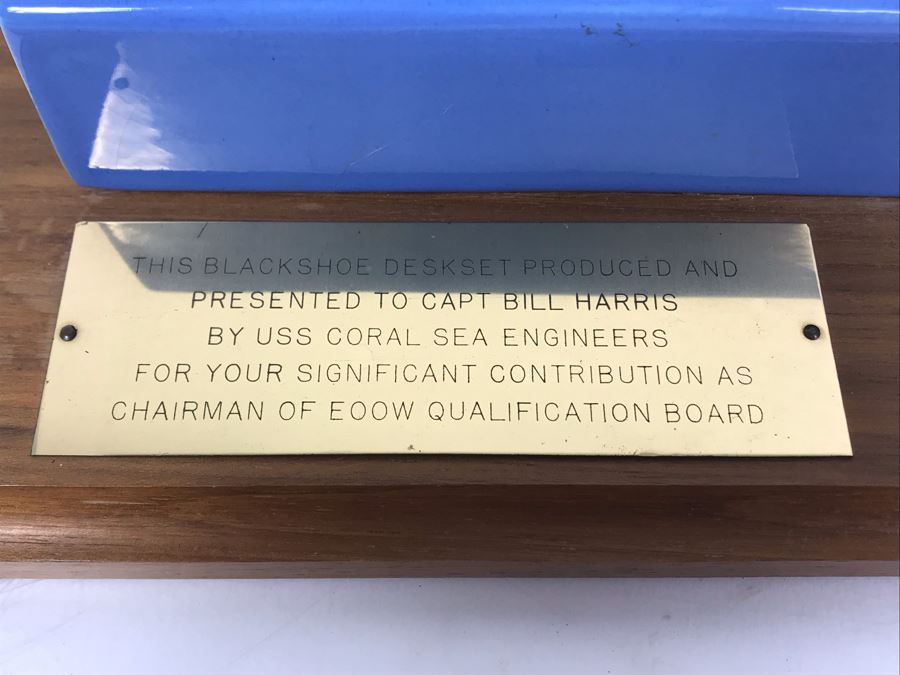 THIS BLACKSHOE DESKSET PRODUCED AND
PRESENTED TO CAPT BILL HARRIS
BY USS CORAL SEA ENGINEERS
FOR YOUR SIGNIFICANT CONTRIBUTION AS
CHAIRMAN OF EOOW QUALIFICATION BOARD